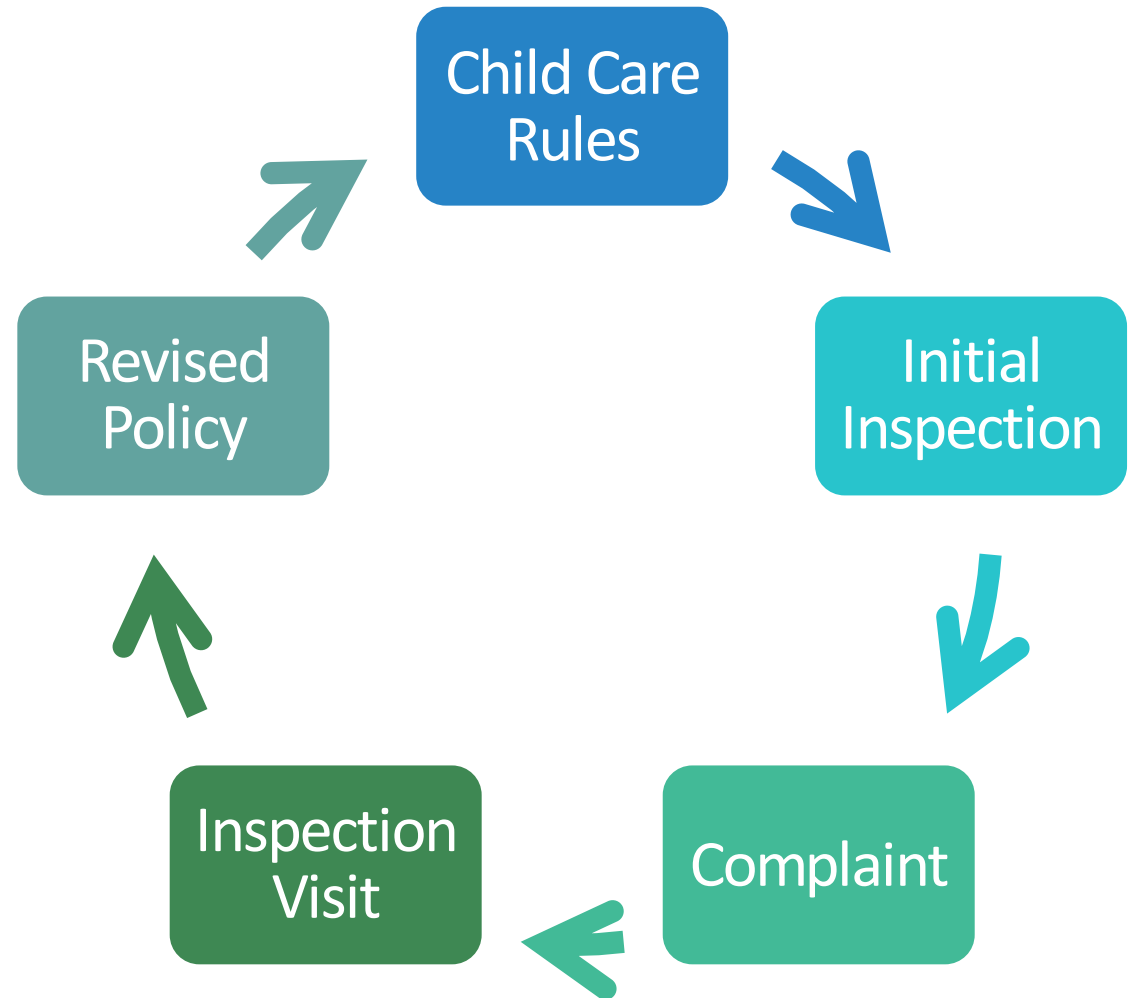 Child Care
Rules
Initial
Inspection
Complaint
Inspection
Visit
Revised
Policy